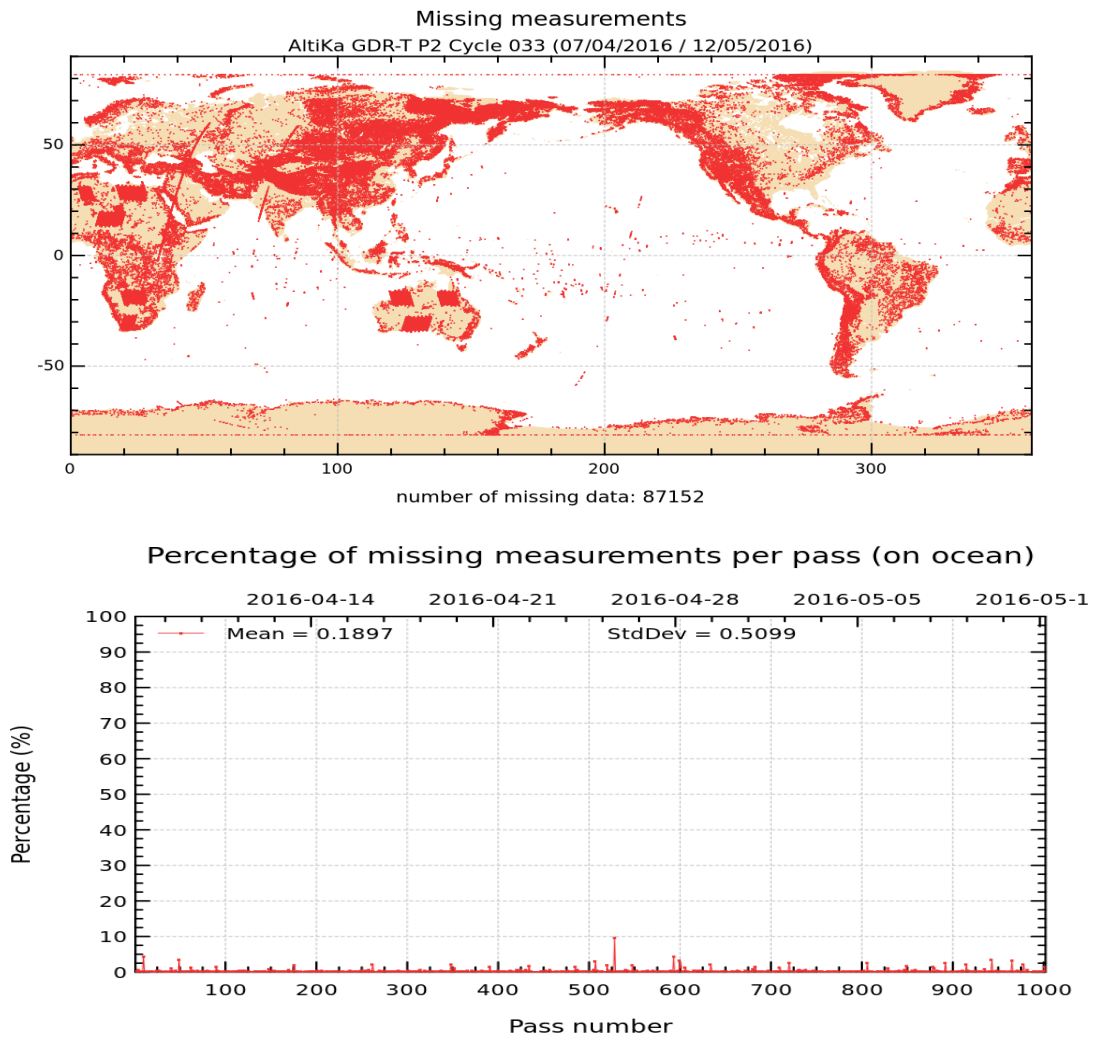 Missing measurements
AltiKa GDR-T P2 Cycle 033 (07/04/2016 / 12/05/2016)
50
0
-50
0 100 200 300
number of missing data: 87152
Percentage of missing measurements per pass (on ocean)
2016-04-14 2016-04-21 2016-04-28 2016-05-05 2016-05-1
Mean = 0.1897 StdDev = 0.5099
100
90
80
70
60
50
40
30
20
10
0
Percentage (%)
100 200 300 400 500 600 700 800 900 1000
Pass number